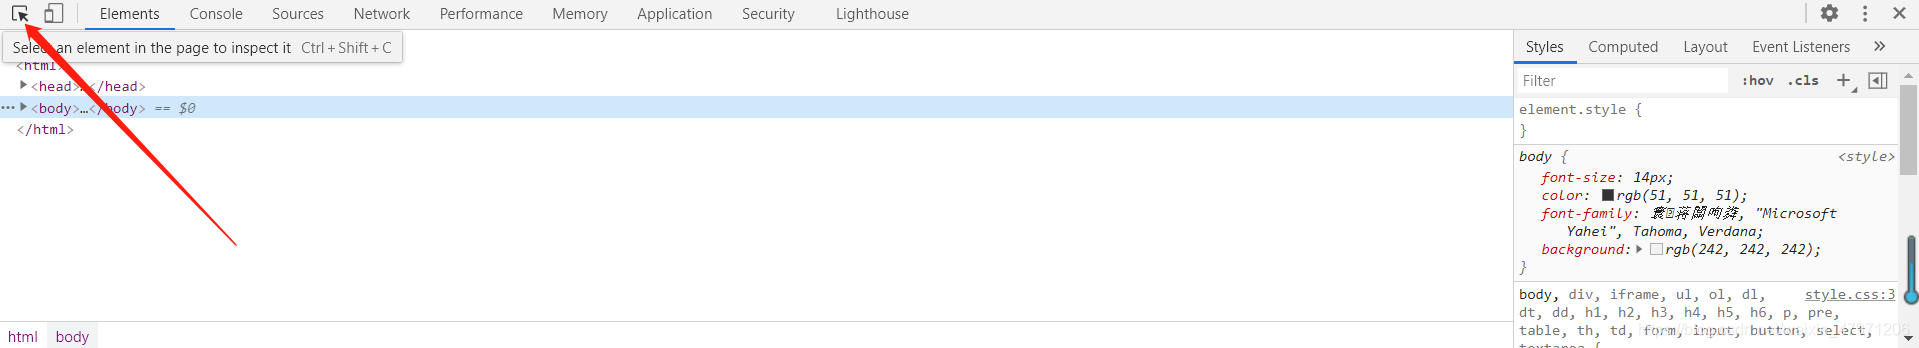 Elements Console Sources Network Performance Memory Application Security Lighthouse
Select an element in the page to inspect it Ctrl + Shift + C
<html>
<head>…</head>
<body>…</body> == $0
</html>
html body
Styles Computed Layout Event Listeners »
Filter :hov .cls +
element.style {
}
body { <style>
font-size: 14px;
color: rgb(51, 51, 51);
font-family: , "Microsoft
Yahei", Tahoma, Verdana;
background: rgb(242, 242, 242);
}
body, div, iframe, ul, ol, dl, style.css:3
dt, dd, h1, h2, h3, h4, h5, h6, p, pre,
table, th, td, form, input, button, select,
textarea {